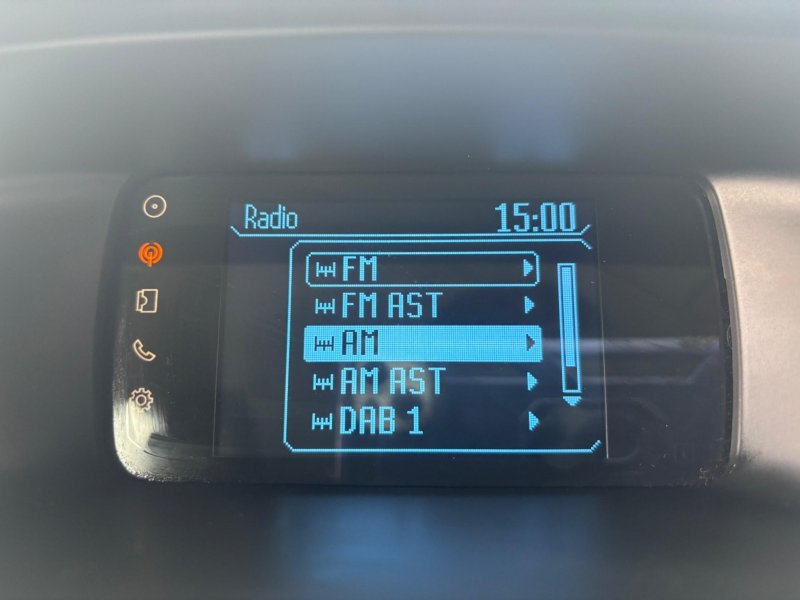 Radio 15:00
FM
FM AST
AM
AM AST
DAB 1